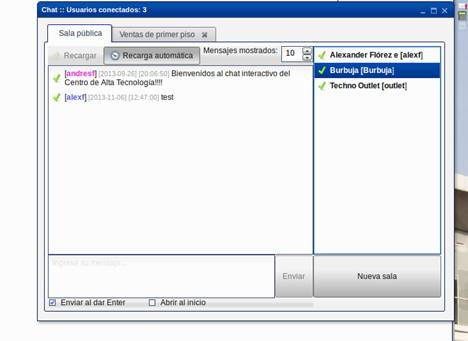 Chat :: Usuarios conectados: 3
Sala pública
Ventas de primer piso
Recargar
Recarga automática
Mensajes mostrados:
10
[andresf] [2013-09-26] [20:06:50] Bienvenidos al chat interactivo del
Centro de Alta Tecnología!!!!
[alexf] [2013-11-06] [12:47:00] test
Alexander Flórez e [alexf]
Burbuja [Burbuja]
Techno Outlet [outlet]
Ingrese su mensaje...
Enviar
Nueva sala
Enviar al dar Enter
Abrir al inicio